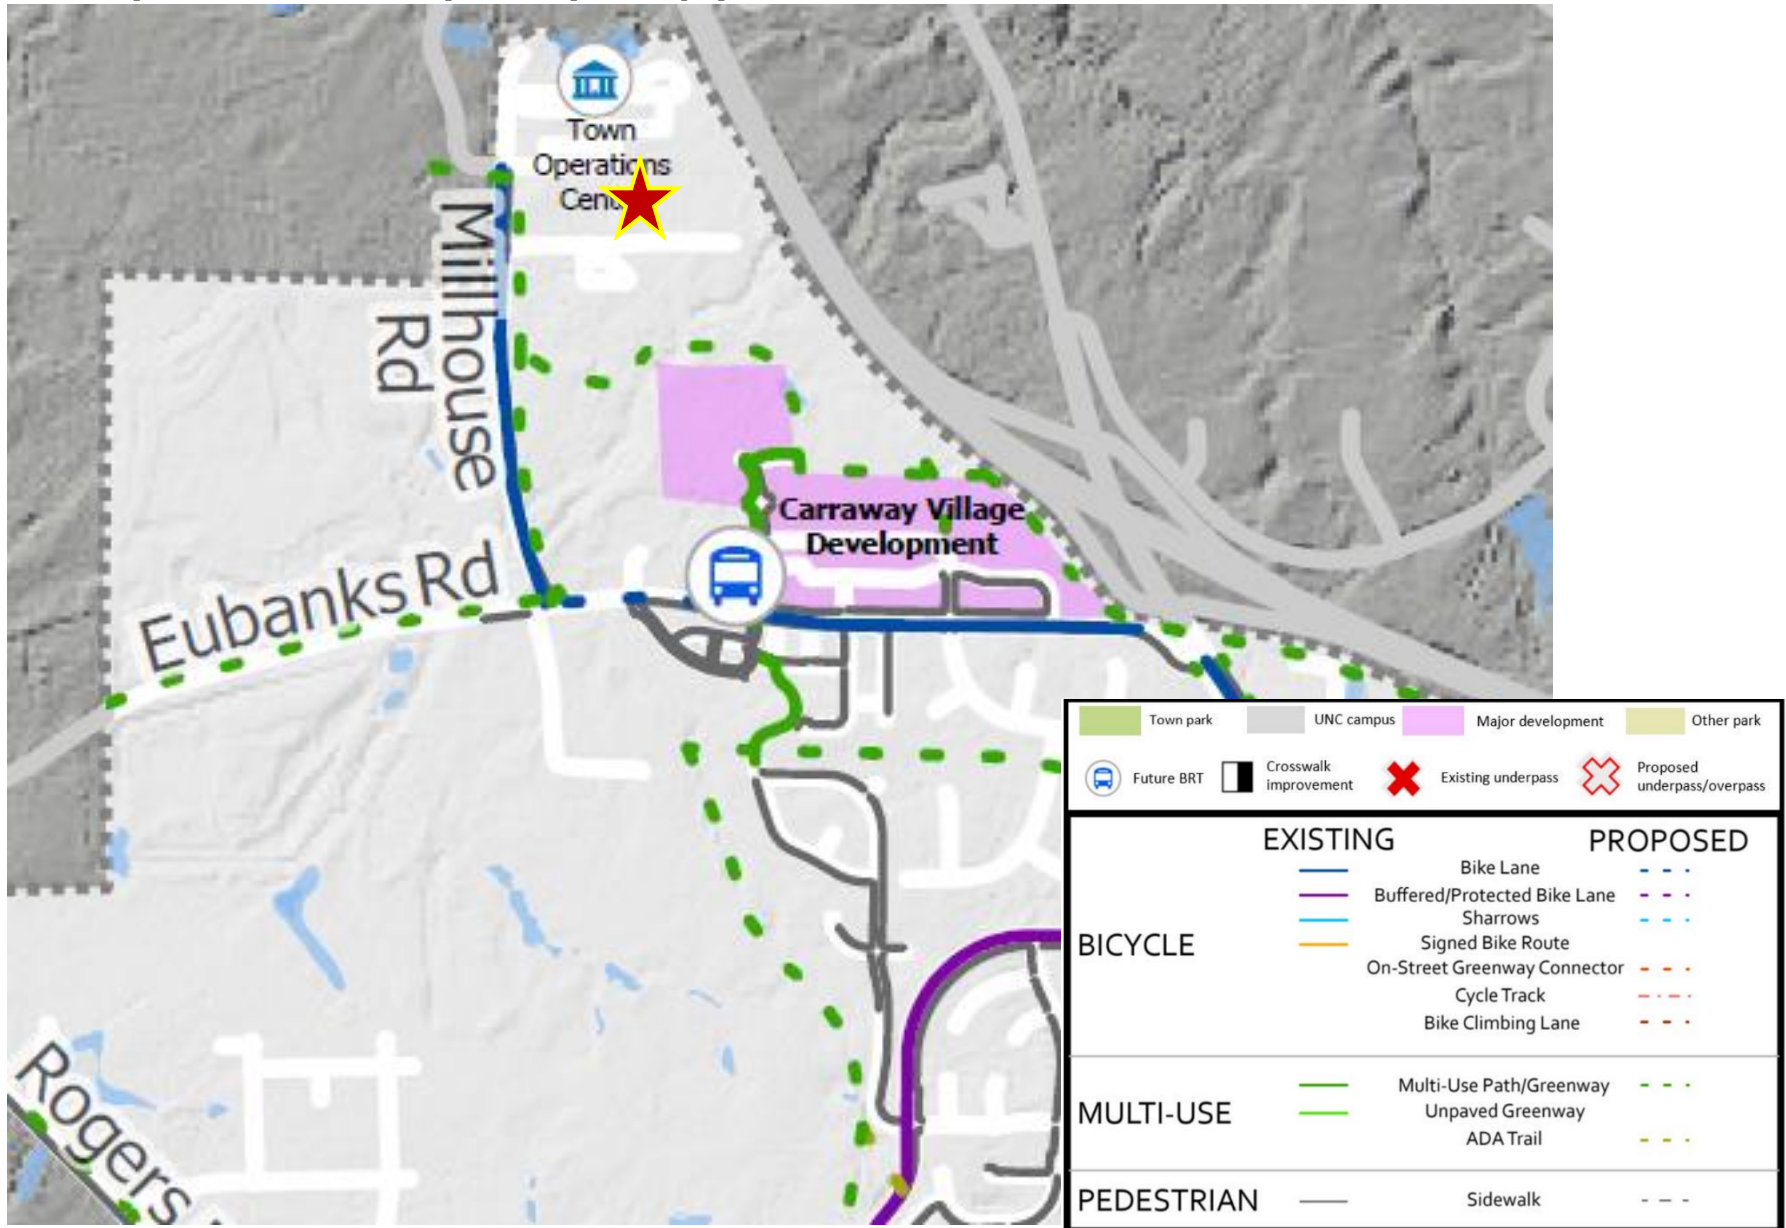 Town
Operations
Cent
Millhouse
Rd
Carraway Village
Development
Eubanks Rd
Rogers
Town park
UNC campus
Major development
Other park
Future BRT
Crosswalk
improvement
Existing underpass
Proposed
underpass/overpass
EXISTING
PROPOSED
BICYCLE
Bike Lane
Buffered/Protected Bike Lane
Sharrows
Signed Bike Route
On-Street Greenway Connector
Cycle Track
Bike Climbing Lane
MULTI-USE
Multi-Use Path/Greenway
Unpaved Greenway
ADA Trail
PEDESTRIAN
Sidewalk